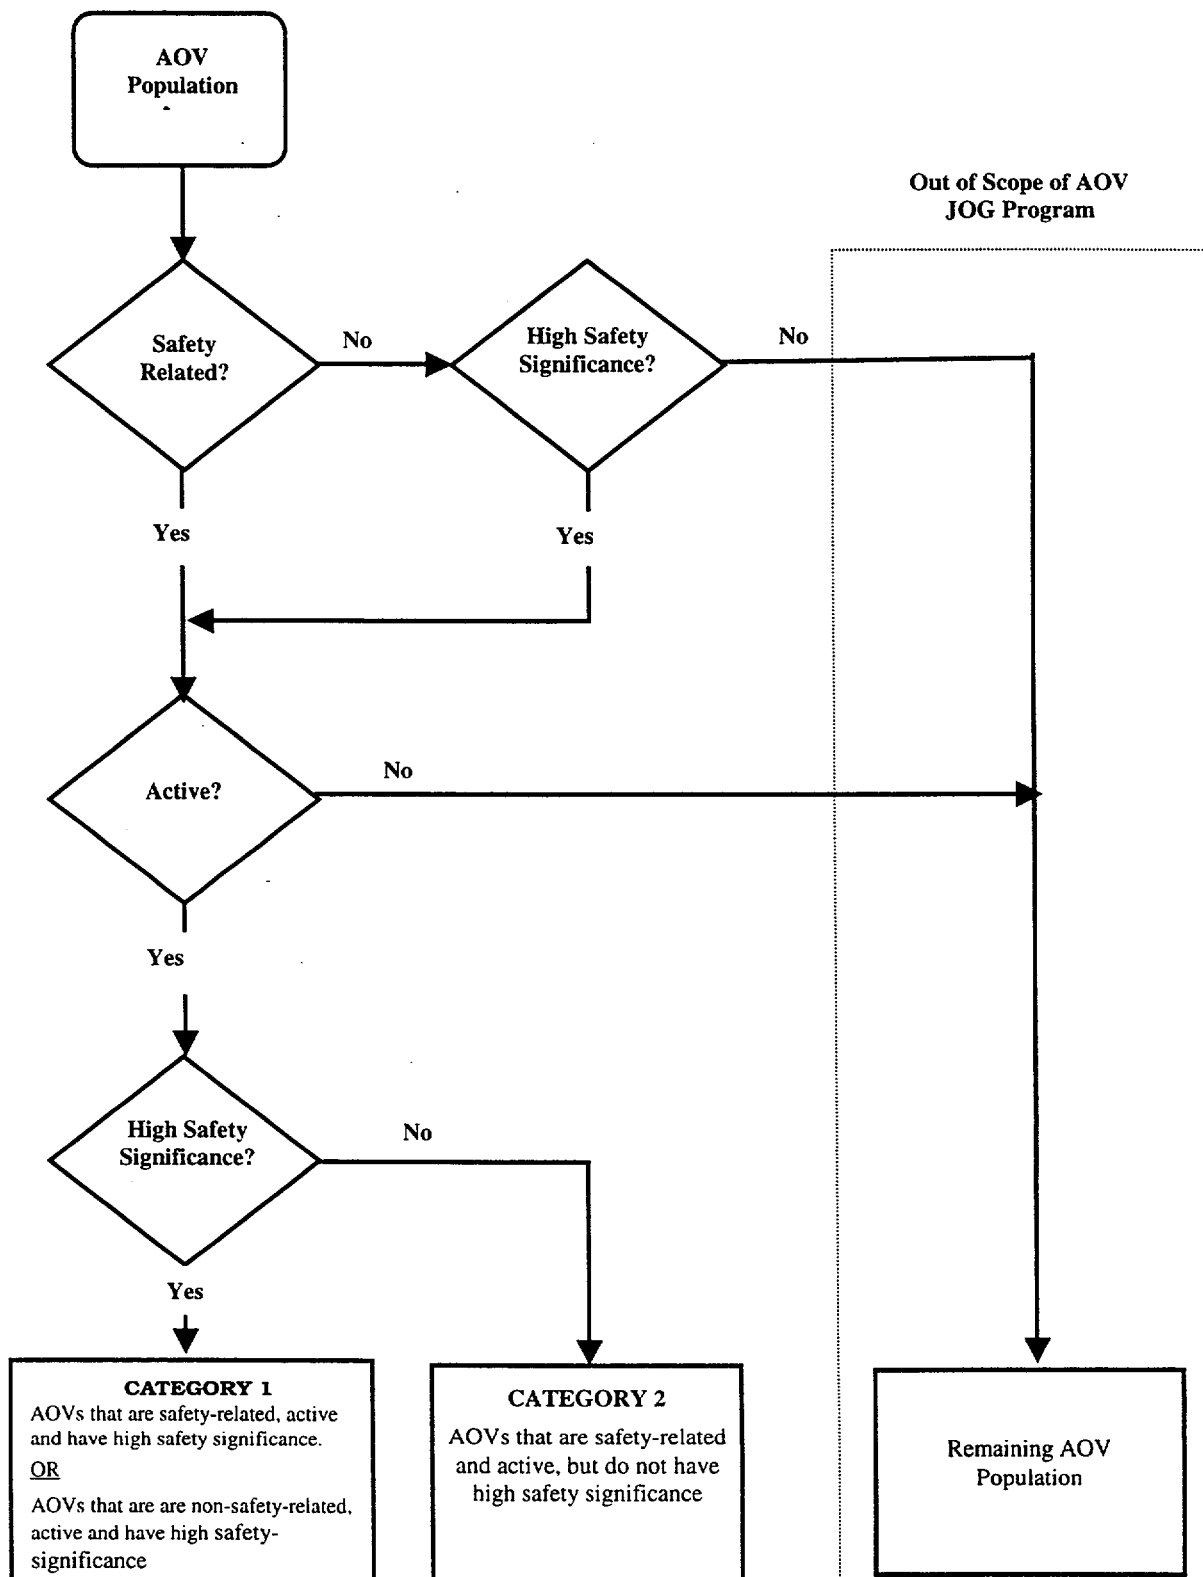 AOV
Population
Out of Scope of AOV
JOG Program
Safety
Related?
No
High Safety
Significance?
No
Yes
Yes
Active?
No
Yes
High Safety
Significance?
No
Yes
CATEGORY 1
AOVs that are safety-related, active
and have high safety significance.
OR
AOVs that are are non-safety-related,
active and have high safety-
significance
CATEGORY 2
AOVs that are safety-related
and active, but do not have
high safety significance
Remaining AOV
Population